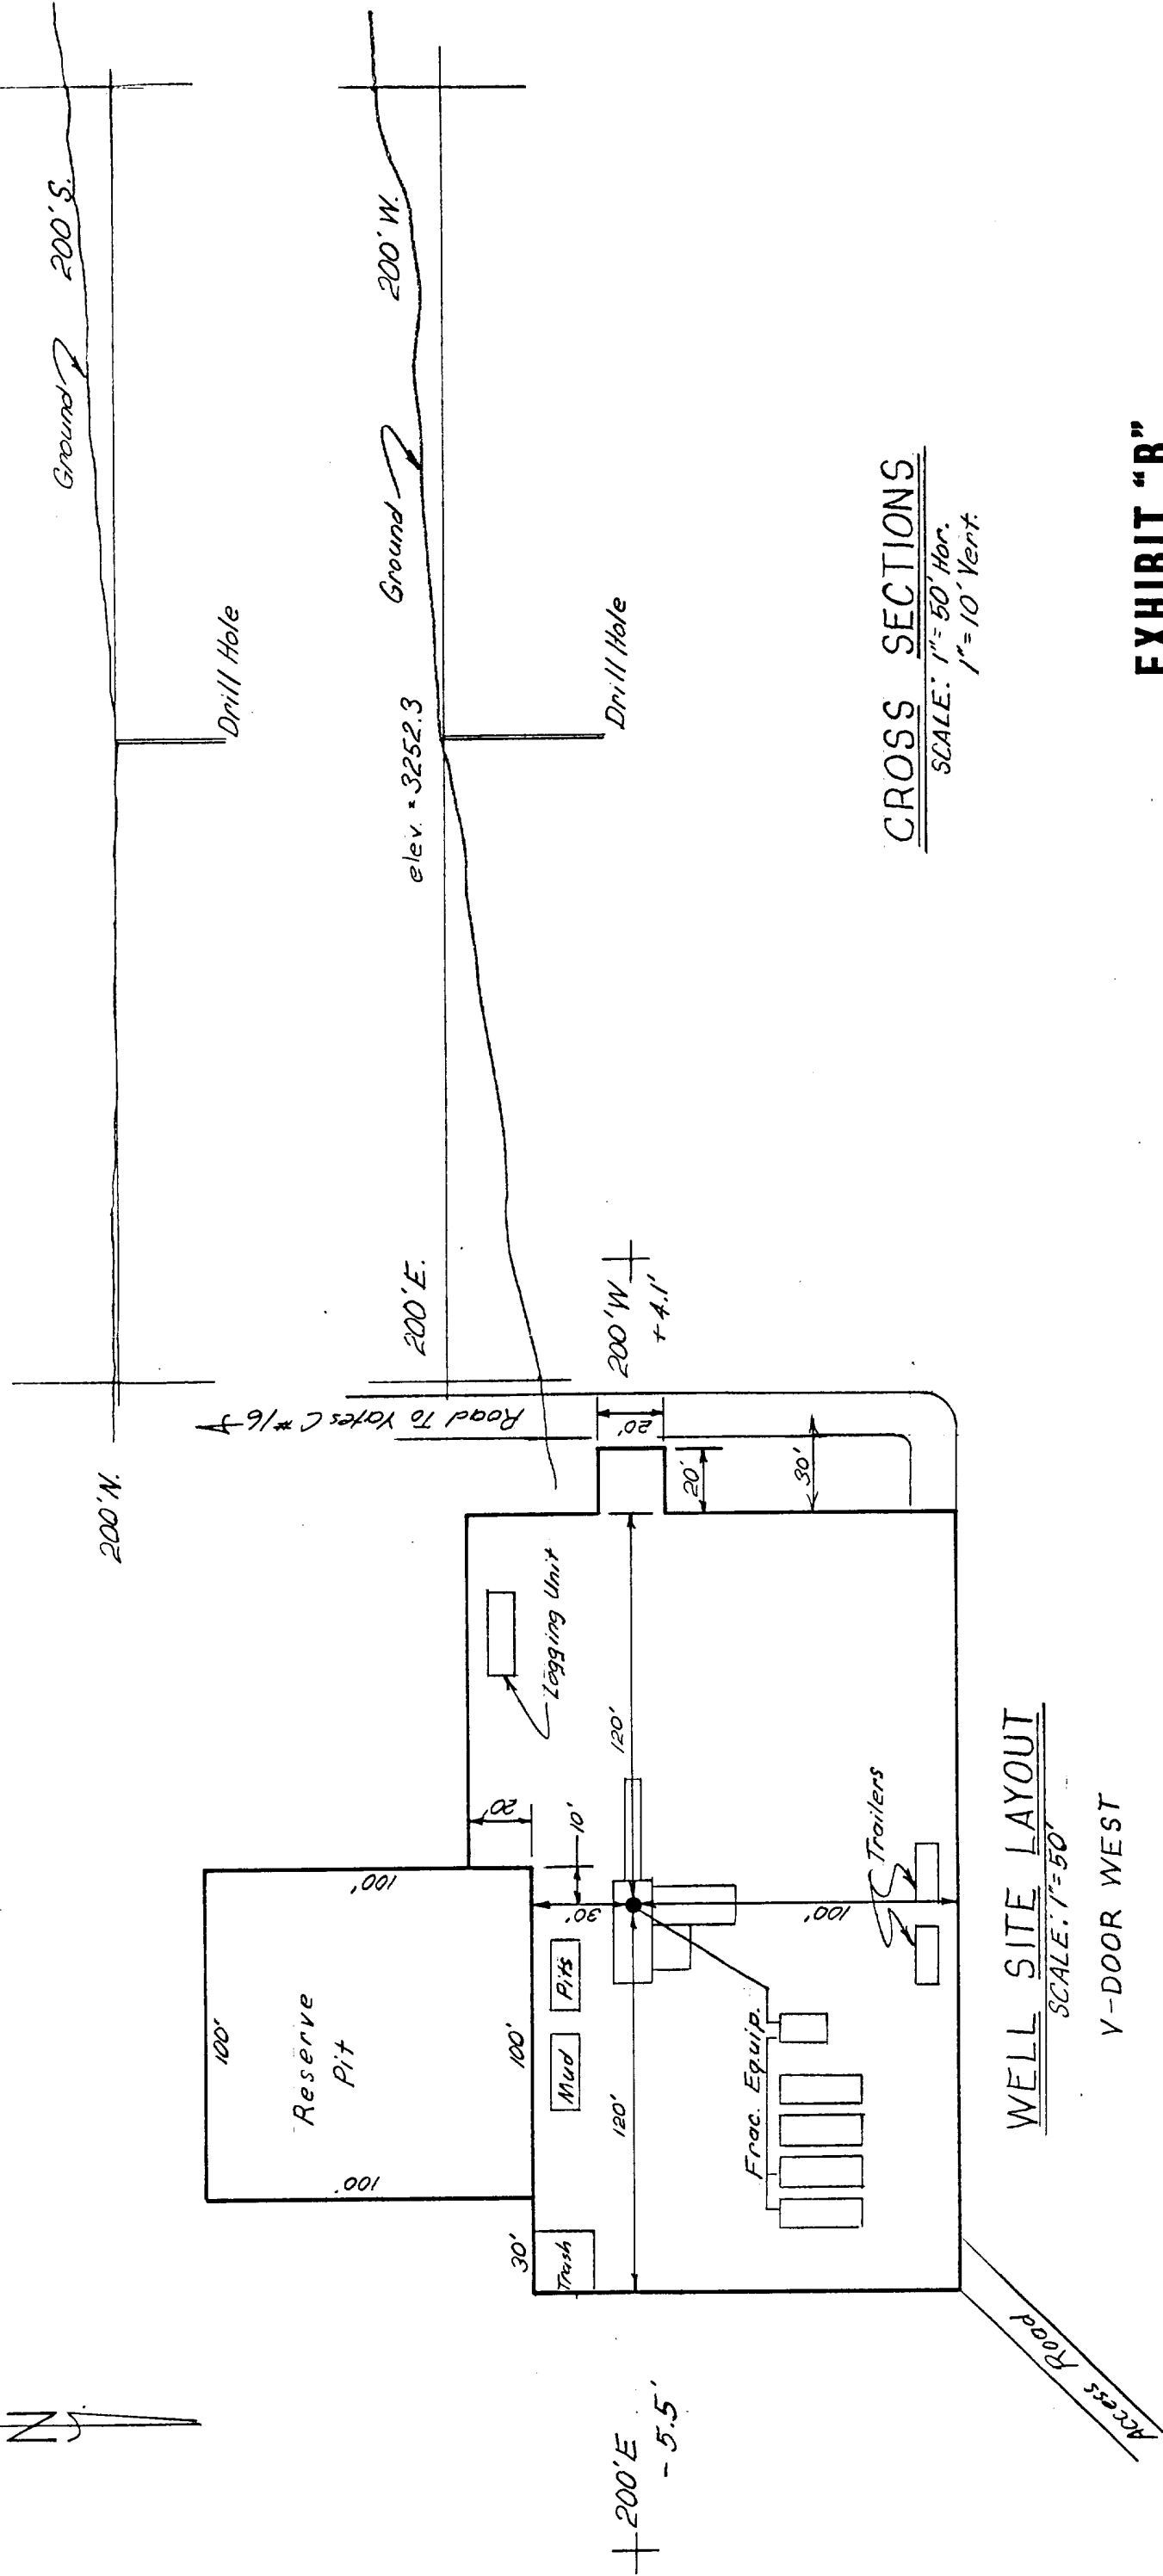 N
200'E
- 5.5'
Access Road
30'
Trash
100'
100'
100'
100'
Reserve
Pit
Mud
Pits
30'
10'
20'
120'
120'
100'
Frac. Equip.
Trailers
Logging Unit
20'
20'
30'
Road To Yates C #16
200'W
+ 4.1'
WELL SITE LAYOUT
SCALE: 1"=50'
V-DOOR WEST
200'N.
Ground
200'S.
Drill Hole
200'E.
elev. = 3252.3
Ground
200'W.
Drill Hole
CROSS SECTIONS
SCALE: 1"=50' Hor.
1"=10' Vert.
EXHIBIT "B"